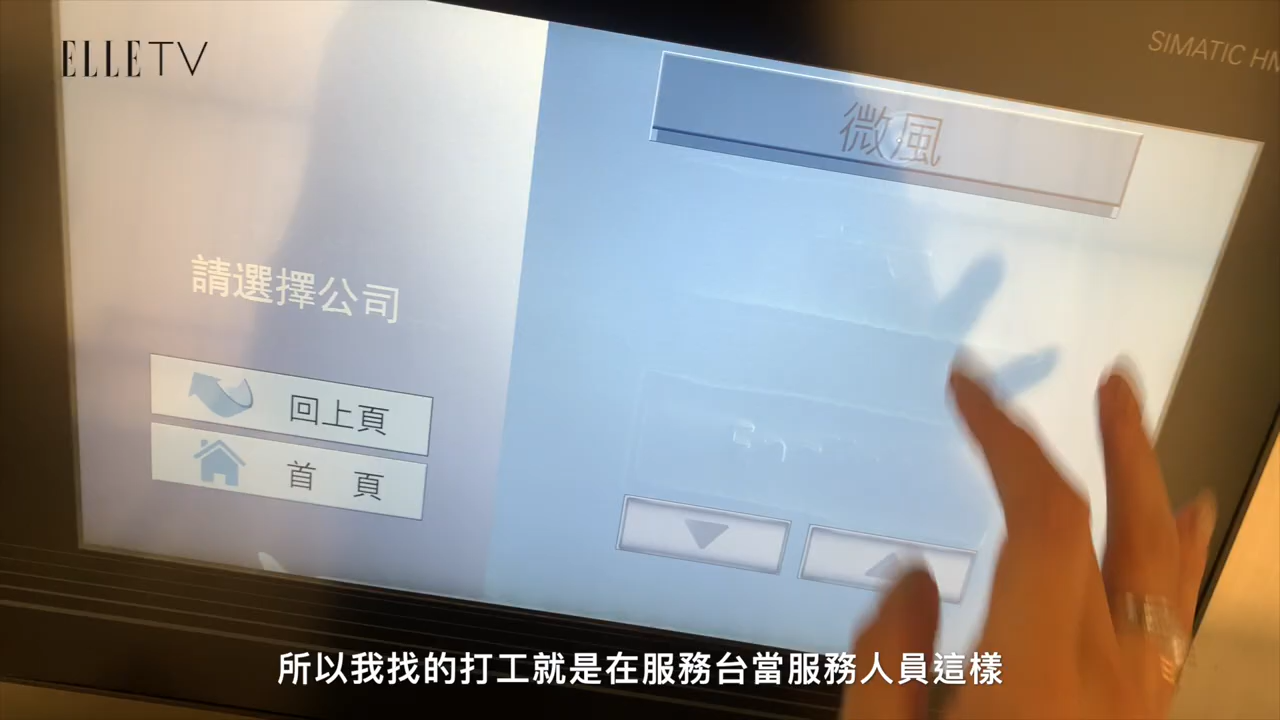 ELLE TV
SIMATIC HM
微風
請選擇公司
回上頁
首 頁
所以我找的打工就是在服務台當服務人員這樣